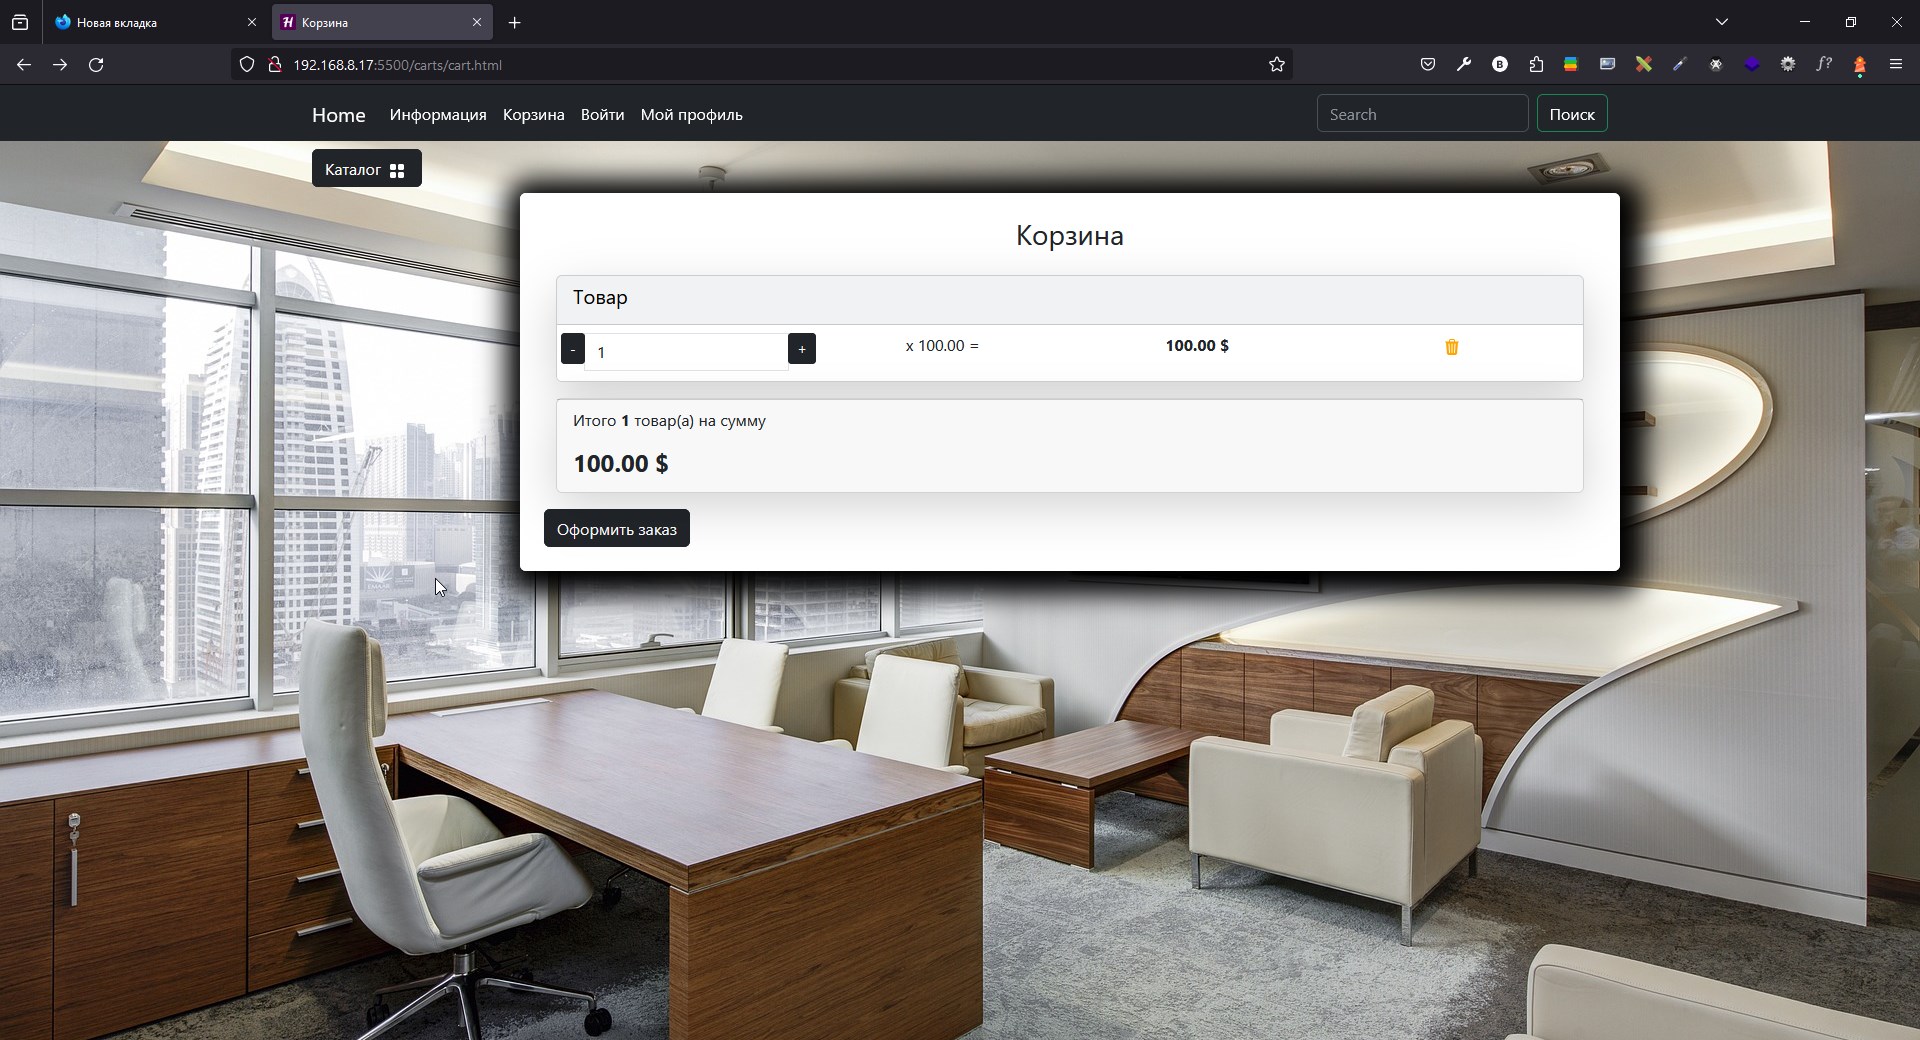 Новая вкладка
Корзина
192.168.8.17:5500/carts/cart.html
Home Информация Корзина Войти Мой профиль Search Поиск
Каталог
Корзина
Товар
- 1 + x 100.00 = 100.00 $
Итого 1 товар(а) на сумму
100.00 $
Оформить заказ